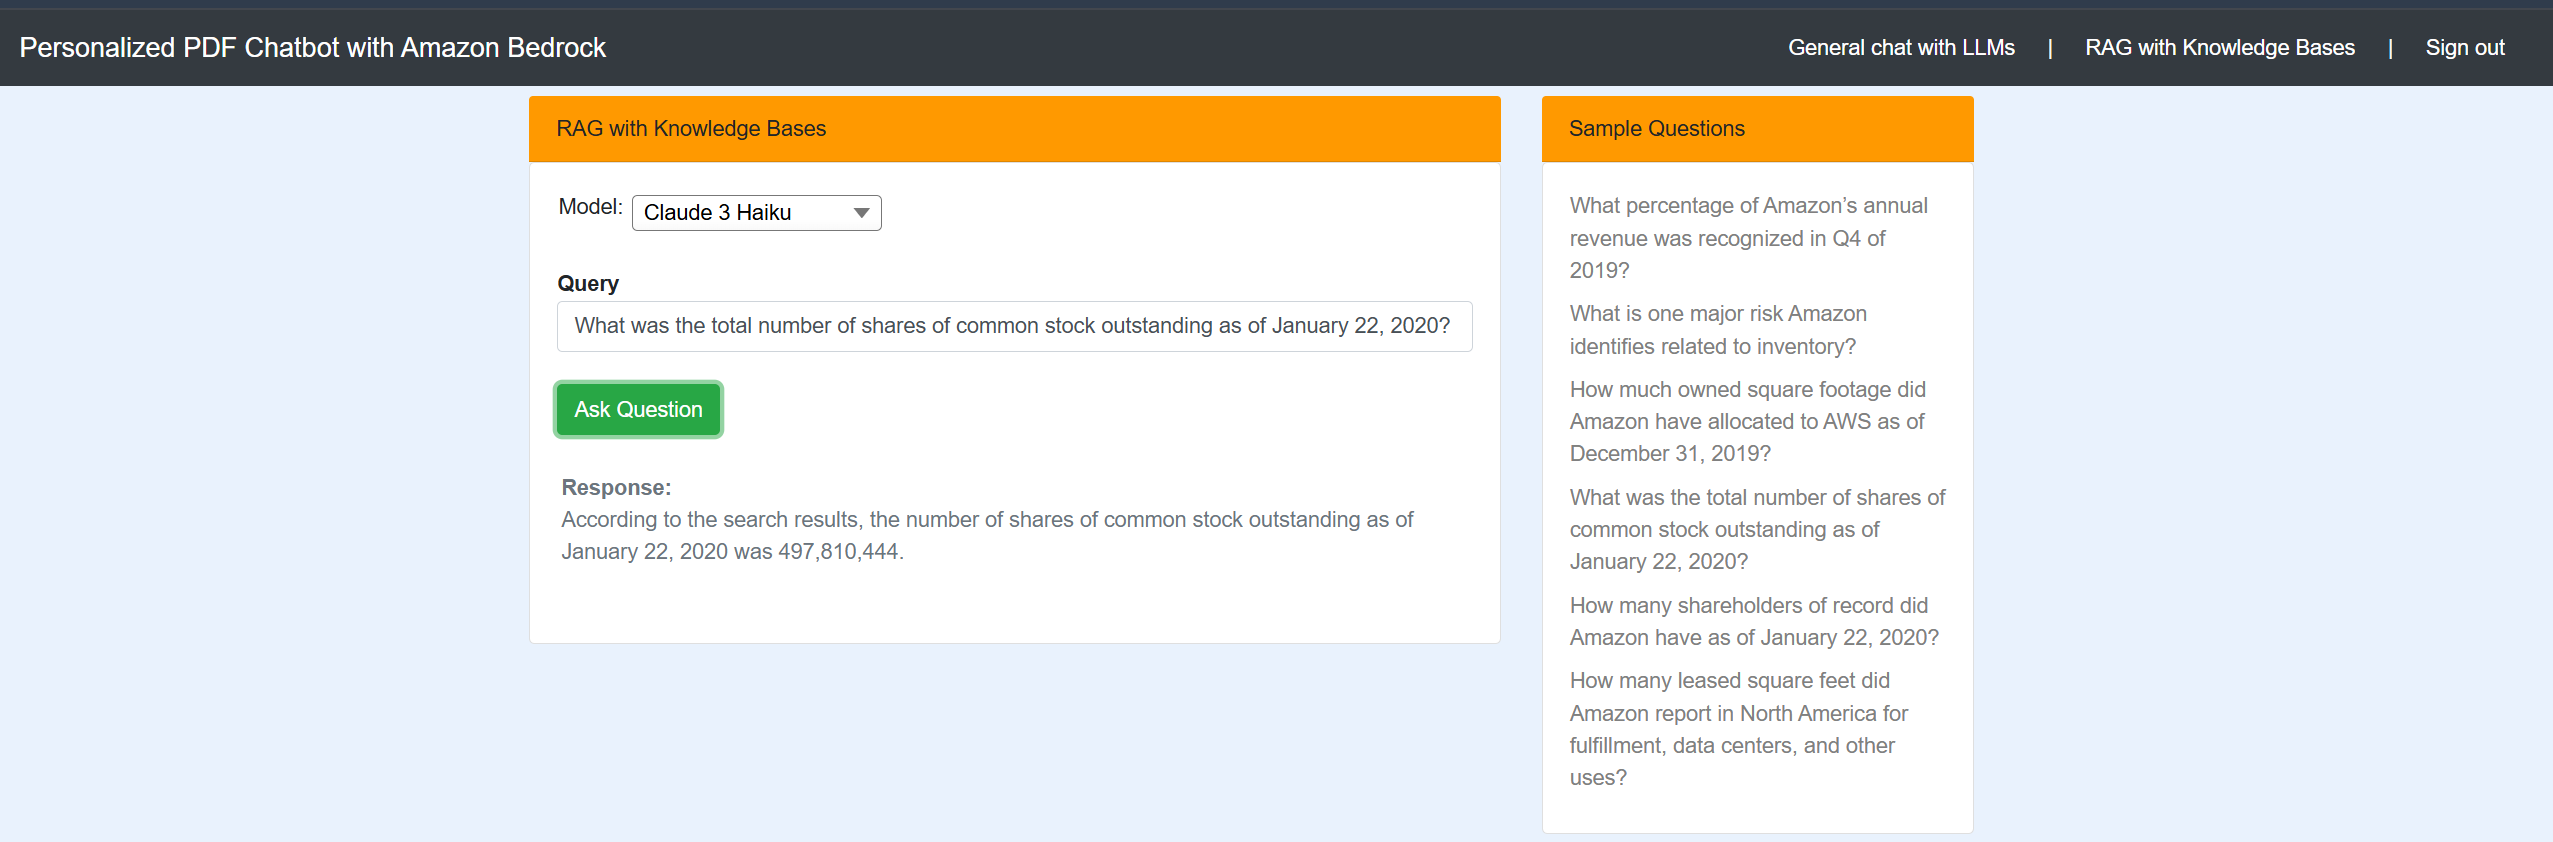 Personalized PDF Chatbot with Amazon Bedrock
General chat with LLMs | RAG with Knowledge Bases | Sign out
RAG with Knowledge Bases
Model: Claude 3 Haiku
Query
What was the total number of shares of common stock outstanding as of January 22, 2020?
Ask Question
Response:
According to the search results, the number of shares of common stock outstanding as of
January 22, 2020 was 497,810,444.
Sample Questions
What percentage of Amazon’s annual
revenue was recognized in Q4 of
2019?
What is one major risk Amazon
identifies related to inventory?
How much owned square footage did
Amazon have allocated to AWS as of
December 31, 2019?
What was the total number of shares of
common stock outstanding as of
January 22, 2020?
How many shareholders of record did
Amazon have as of January 22, 2020?
How many leased square feet did
Amazon report in North America for
fulfillment, data centers, and other
uses?